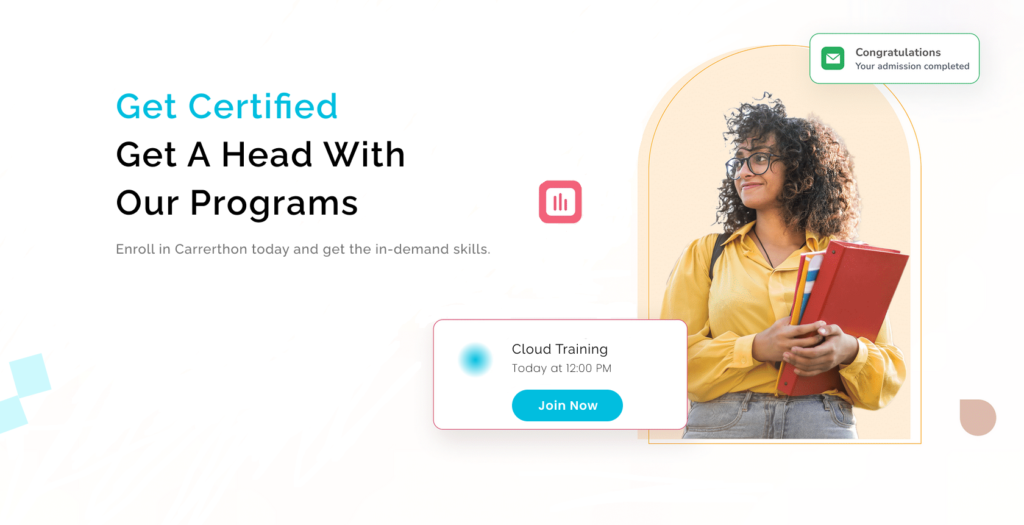 Get Certified
Get A Head With
Our Programs
Enroll in Carrerthon today and get the in-demand skills.
Congratulations
Your admission completed
Cloud Training
Today at 12:00 PM
Join Now